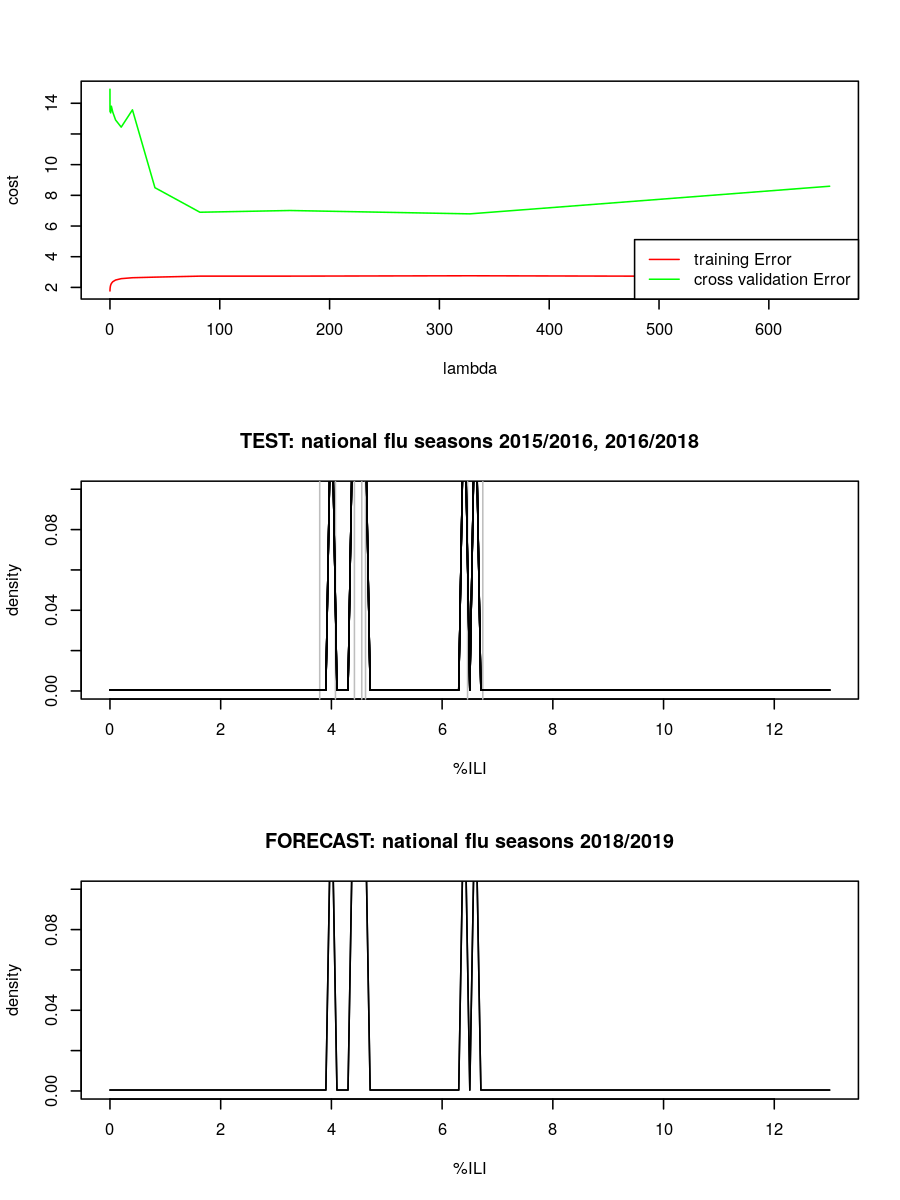 14
10
8
6
4
2
cost
training Error
cross validation Error
0 100 200 300 400 500 600
lambda
TEST: national flu seasons 2015/2016, 2016/2018
0.08
0.04
0.00
density
0 2 4 6 8 10 12
%ILI
FORECAST: national flu seasons 2018/2019
0.08
0.04
0.00
density
0 2 4 6 8 10 12
%ILI